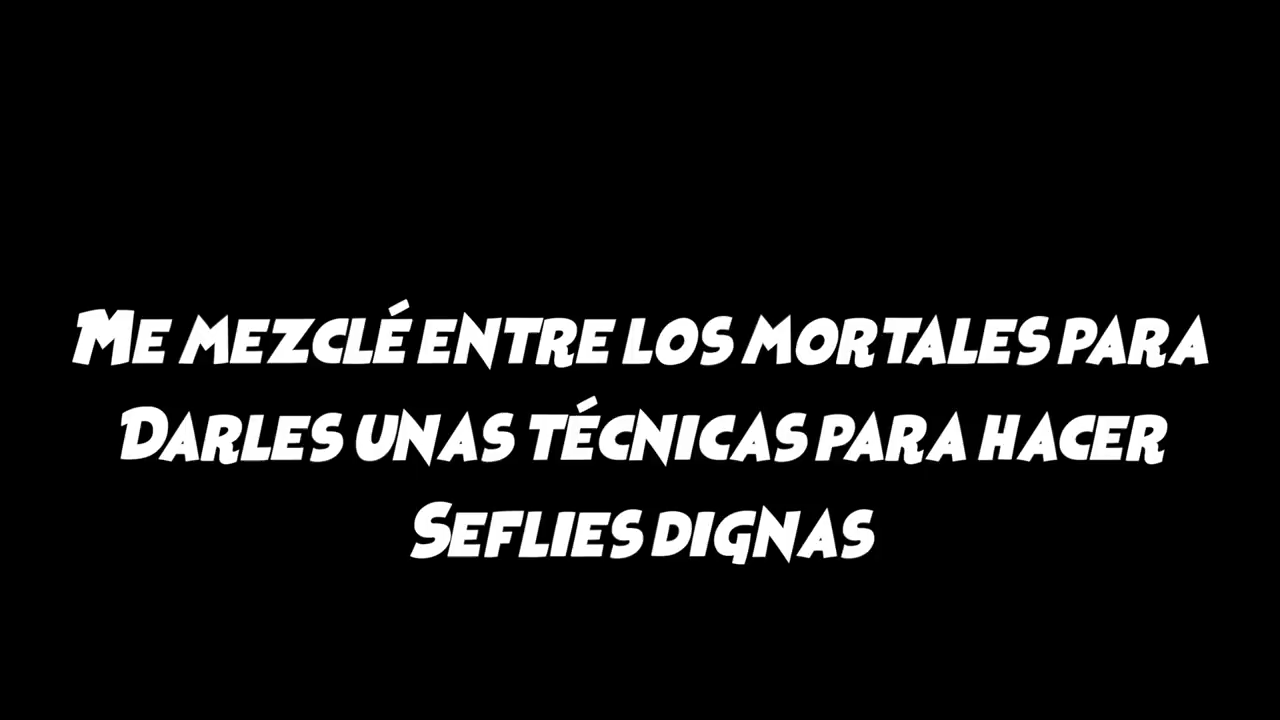 Me mezclé entre los mortales para
Darles unas técnicas para hacer
Seflies dignas